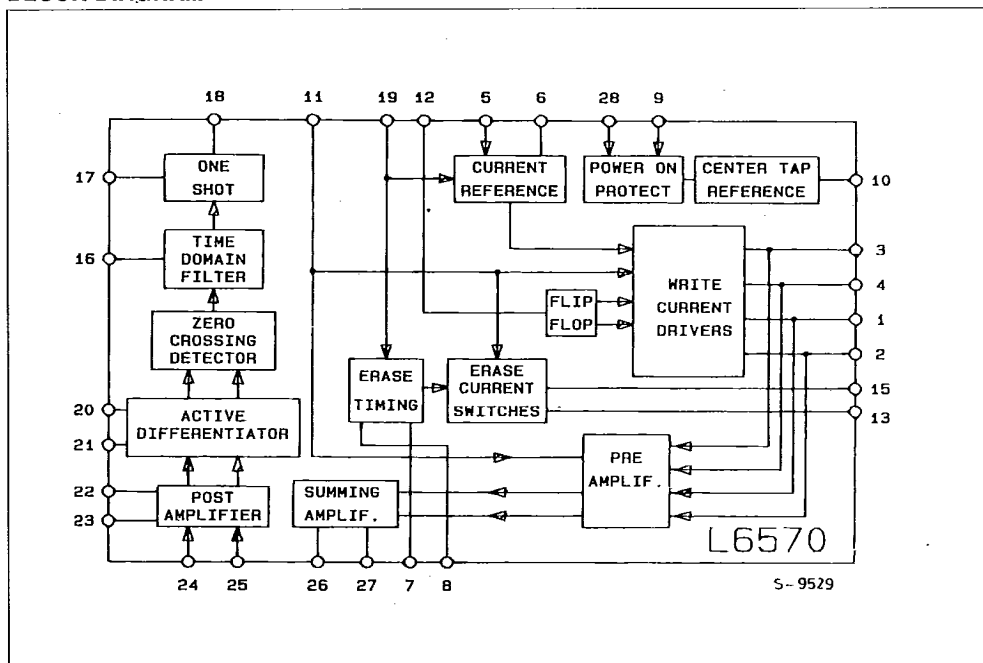 BLOCK DIAGRAM
18 11 19 12 5 6 28 9
17
ONE
SHOT
CURRENT
REFERENCE
POWER ON
PROTECT
CENTER TAP
REFERENCE
10
16
TIME
DOMAIN
FILTER
WRITE
CURRENT
DRIVERS
3
4
1
2
FLIP
FLOP
ZERO
CROSSING
DETECTOR
ERASE
TIMING
ERASE
CURRENT
SWITCHES
15
13
20
21
ACTIVE
DIFFERENTIATOR
PRE
AMPLIF.
22
23
POST
AMPLIFIER
SUMMING
AMPLIF.
L6570
24 25 26 27 7 8
S-9529